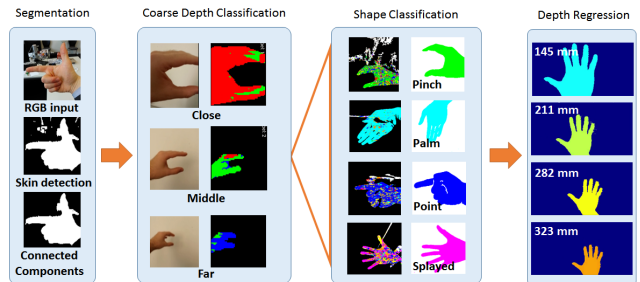 Segmentation
RGB input
Skin detection
Connected
Components
Coarse Depth Classification
Close
Middle
Far
Shape Classification
Pinch
Palm
Point
Splayed
Depth Regression
145 mm
211 mm
282 mm
323 mm